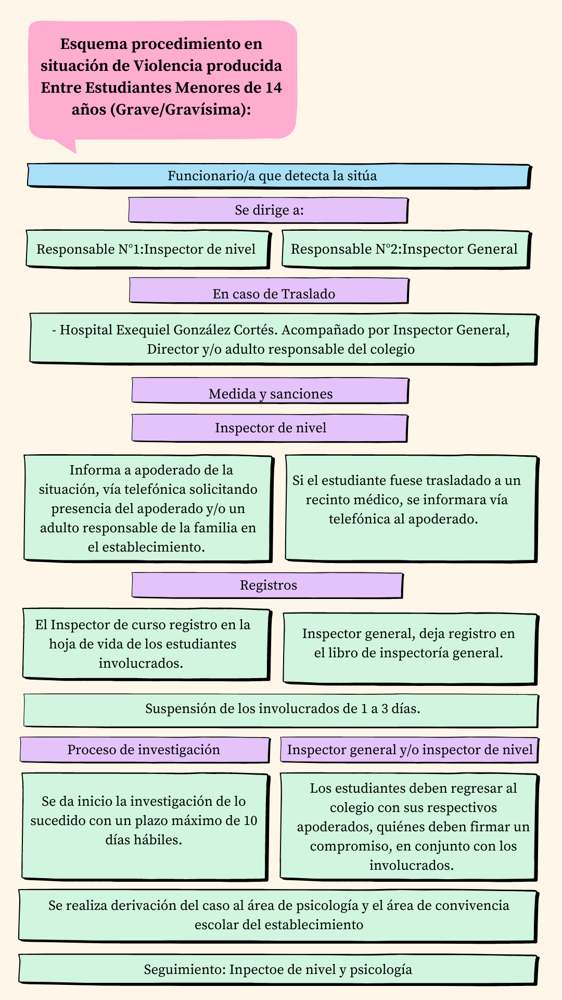 Esquema procedimiento en
situación de Violencia producida
Entre Estudiantes Menores de 14
años (Grave/Gravísima):
Funcionario/a que detecta la sitúa
Se dirige a:
Responsable N°1:Inspector de nivel
Responsable N°2:Inspector General
En caso de Traslado
- Hospital Exequiel González Cortés. Acompañado por Inspector General,
Director y/o adulto responsable del colegio
Medida y sanciones
Inspector de nivel
Informa a apoderado de la
situación, vía telefónica solicitando
presencia del apoderado y/o un
adulto responsable de la familia en
el establecimiento.
Si el estudiante fuese trasladado a un
recinto médico, se informara vía
telefónica al apoderado.
Registros
El Inspector de curso registro en la
hoja de vida de los estudiantes
involucrados.
Inspector general, deja registro en
el libro de inspectoría general.
Suspensión de los involucrados de 1 a 3 días.
Proceso de investigación
Inspector general y/o inspector de nivel
Se da inicio la investigación de lo
sucedido con un plazo máximo de 10
días hábiles.
Los estudiantes deben regresar al
colegio con sus respectivos
apoderados, quiénes deben firmar un
compromiso, en conjunto con los
involucrados.
Se realiza derivación del caso al área de psicología y el área de convivencia
escolar del establecimiento
Seguimiento: Inpectoe de nivel y psicología